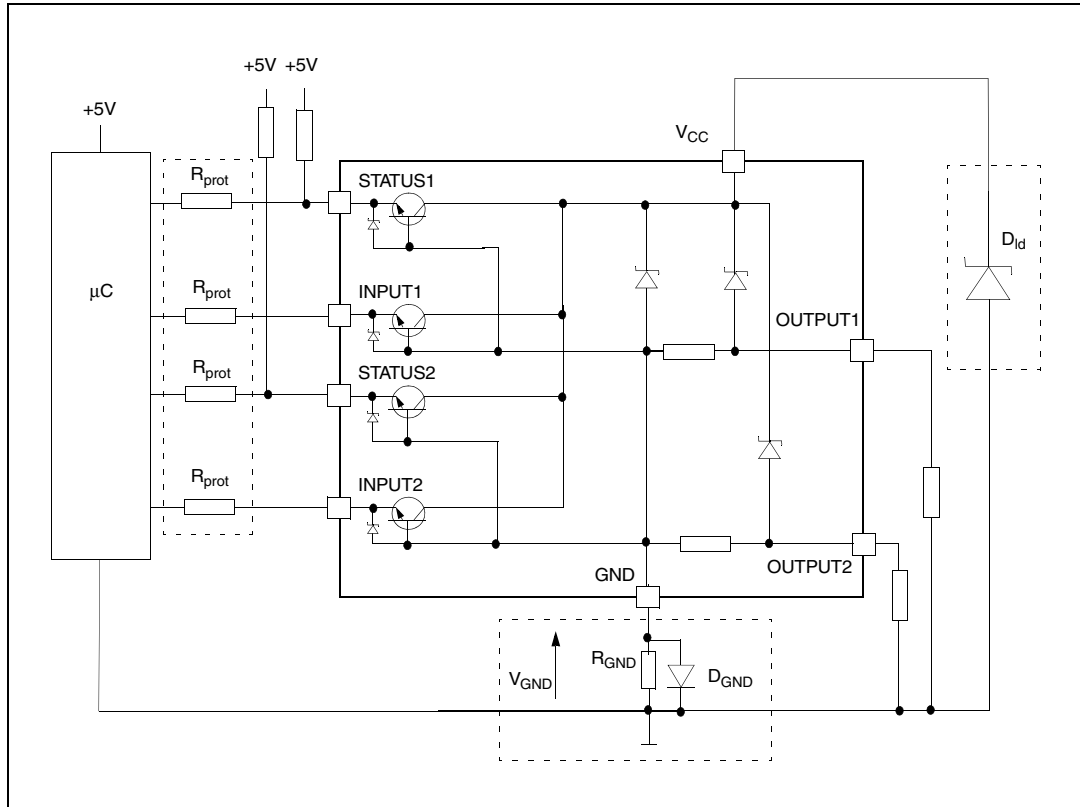 +5V +5V
+5V
VCC
Rprot
STATUS1
Dld
μC
Rprot
INPUT1
OUTPUT1
Rprot
STATUS2
Rprot
INPUT2
GND
OUTPUT2
RGND
VGND
DGND